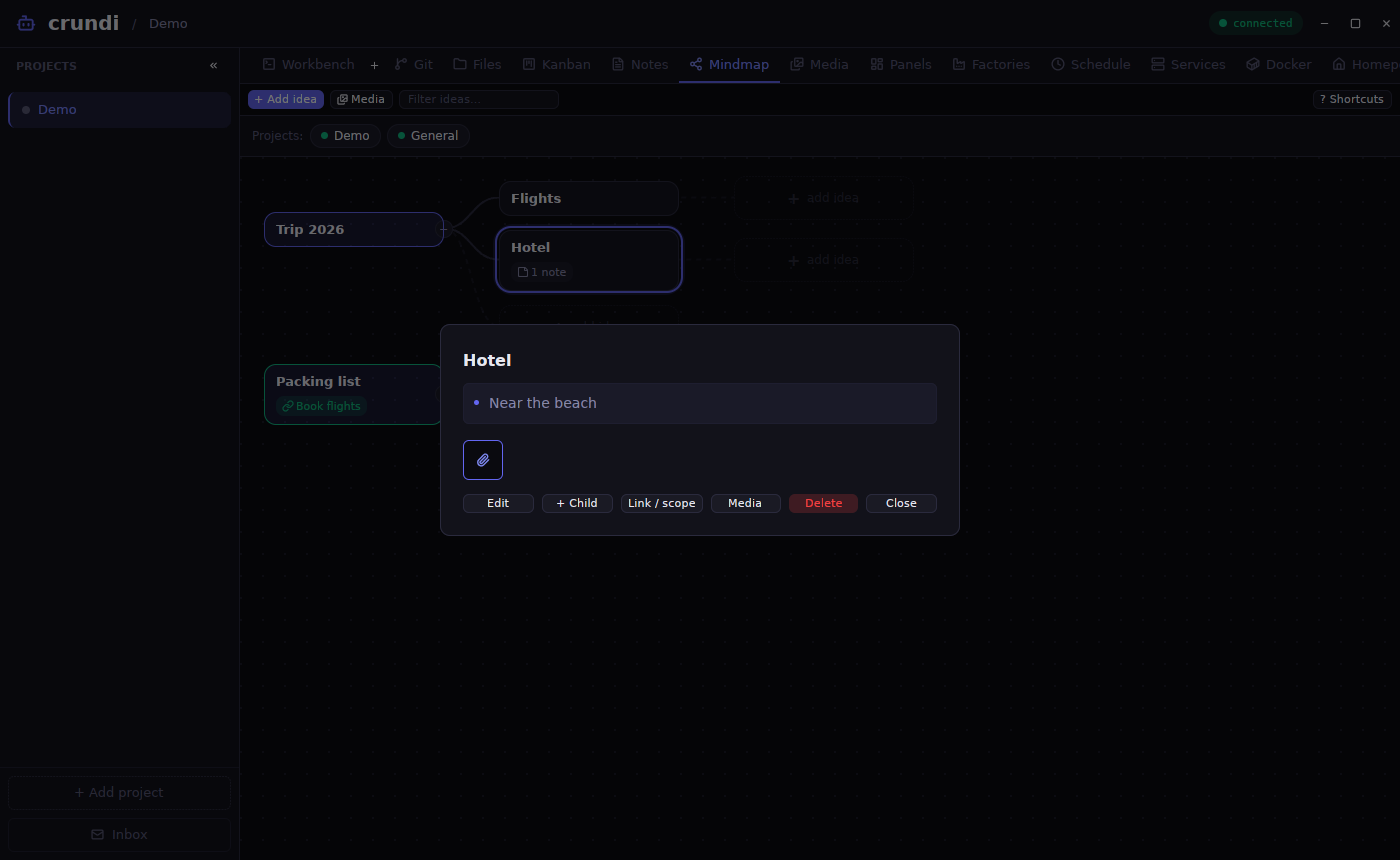 crundi / Demo
connected
PROJECTS «
Demo
+ Add project
Inbox
Workbench + Git Files Kanban Notes Mindmap Media Panels Factories Schedule Services Docker Homep
+ Add idea Media Filter ideas... ? Shortcuts
Projects: Demo General
Trip 2026
Flights
+ add idea
Hotel
1 note
+ add idea
Packing list
Book flights
Hotel
Near the beach
Edit + Child Link / scope Media Delete Close